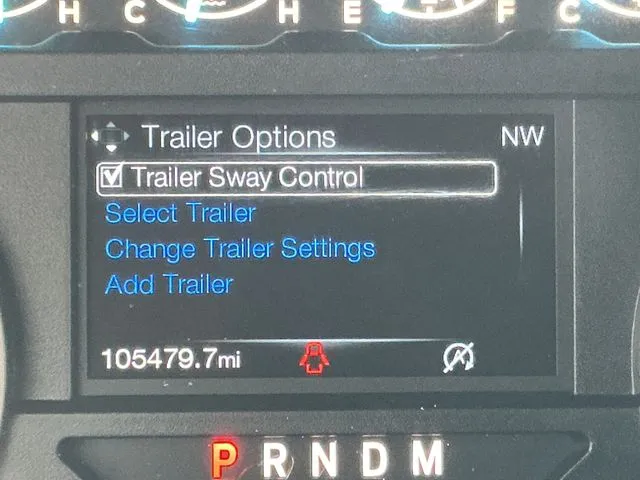 H C H E F C
Trailer Options NW
Trailer Sway Control
Select Trailer
Change Trailer Settings
Add Trailer
105479.7mi A
P R N D M